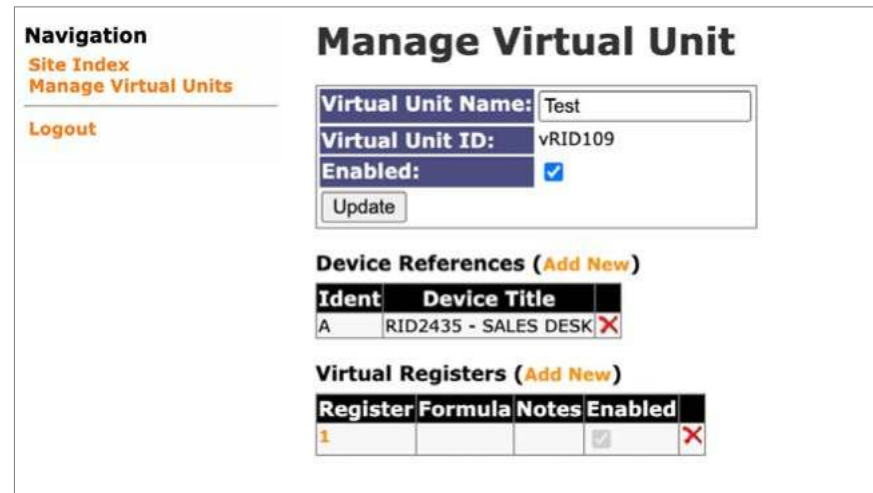 Navigation
Site Index
Manage Virtual Units
Logout
Manage Virtual Unit
Virtual Unit Name: Test
Virtual Unit ID: vRID109
Enabled:
Update
Device References (Add New)
Ident Device Title
A RID2435 - SALES DESK
Virtual Registers (Add New)
Register Formula Notes Enabled
1